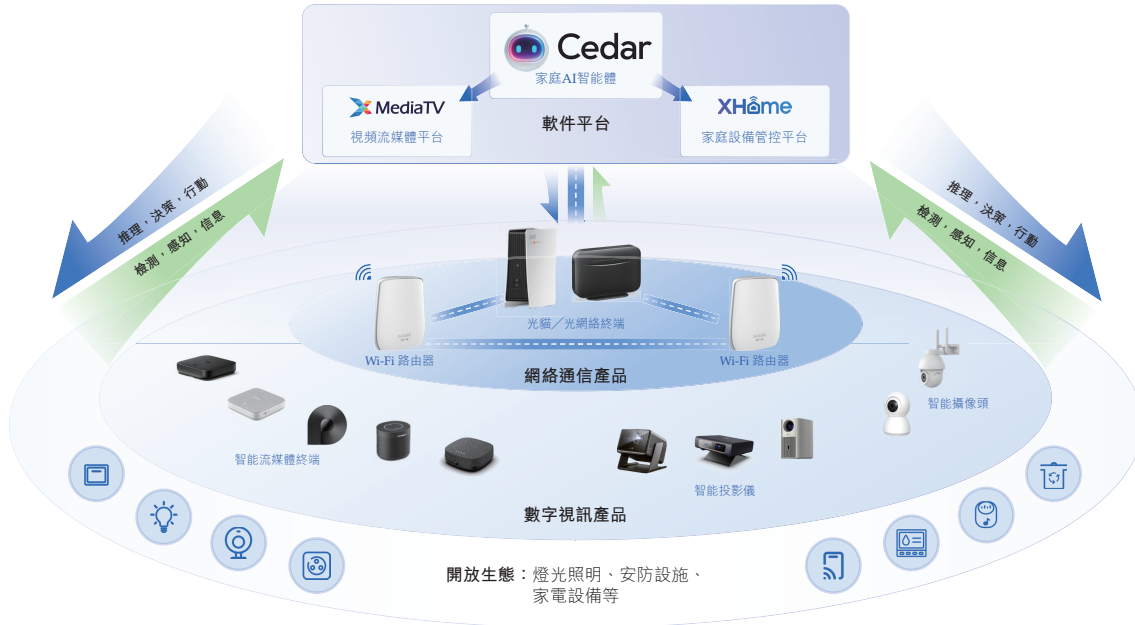 Cedar
家庭AI智能體
MediaTV
視頻流媒體平台
軟件平台
XHome
家庭設備管控平台
推理，決策，行動
檢測，感知，信息
推理，決策，行動
檢測，感知，信息
光貓／光網絡終端
Wi-Fi 路由器
Wi-Fi 路由器
網絡通信產品
智能攝像頭
智能流媒體終端
智能投影儀
數字視訊產品
開放生態：燈光照明、安防設施、
家電設備等